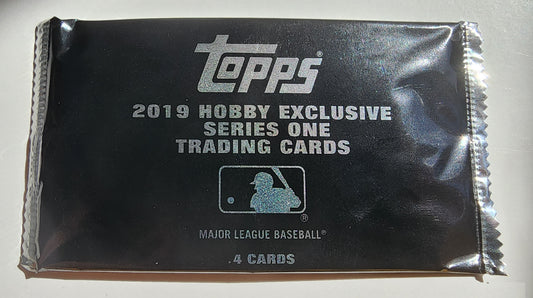 Topps®
2019 HOBBY EXCLUSIVE
SERIES ONE
TRADING CARDS
®
MAJOR LEAGUE BASEBALL®
4 CARDS